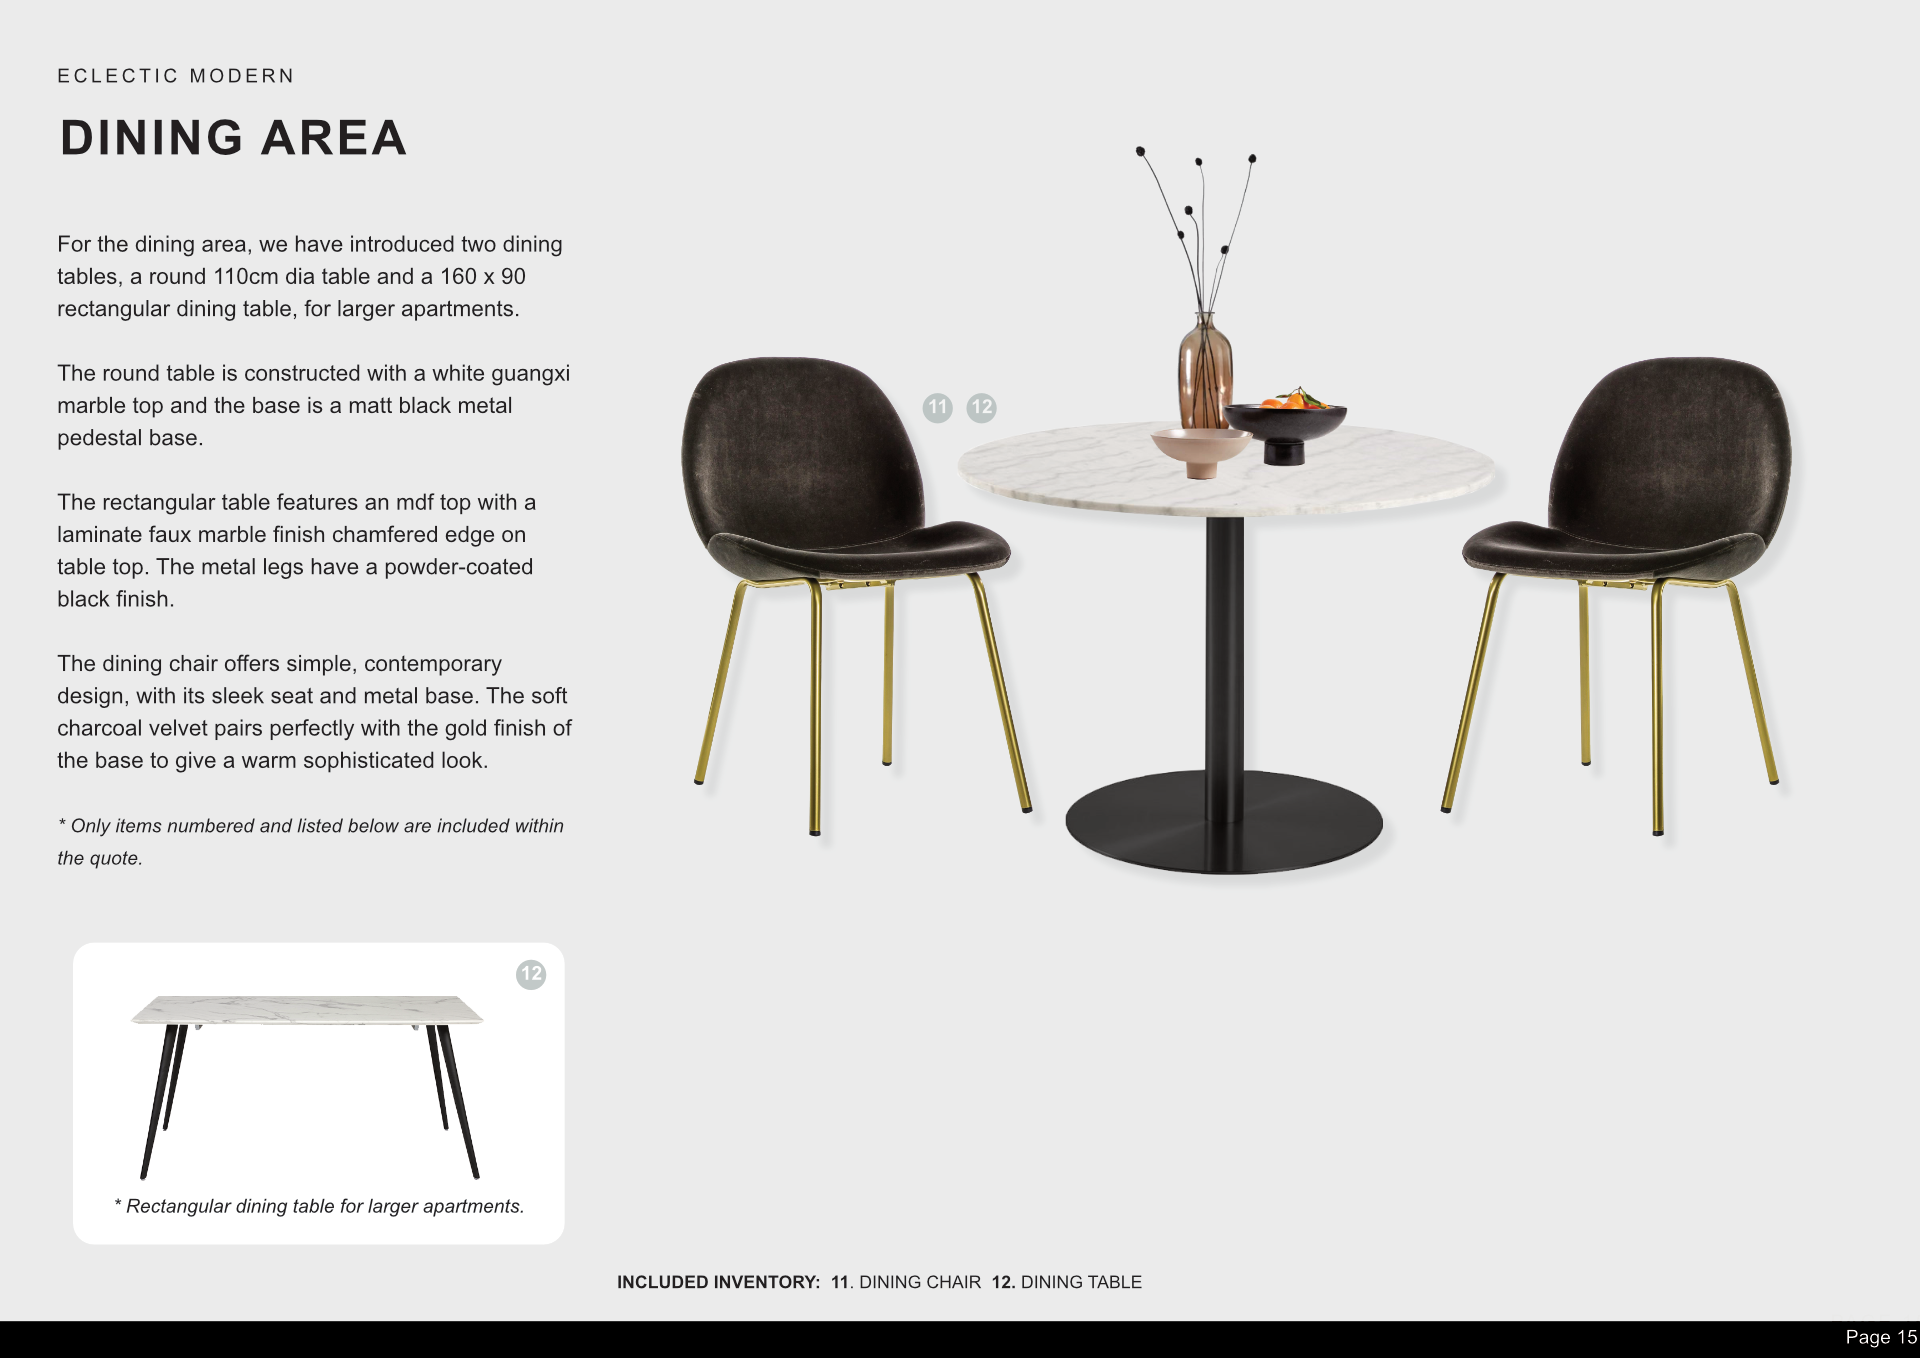 ECLECTIC MODERN
DINING AREA
For the dining area, we have introduced two dining
tables, a round 110cm dia table and a 160 x 90
rectangular dining table, for larger apartments.
The round table is constructed with a white guangxi
marble top and the base is a matt black metal
pedestal base.
The rectangular table features an mdf top with a
laminate faux marble finish chamfered edge on
table top. The metal legs have a powder-coated
black finish.
The dining chair offers simple, contemporary
design, with its sleek seat and metal base. The soft
charcoal velvet pairs perfectly with the gold finish of
the base to give a warm sophisticated look.
* Only items numbered and listed below are included within
the quote.
11 12
12
* Rectangular dining table for larger apartments.
INCLUDED INVENTORY: 11. DINING CHAIR 12. DINING TABLE
Page 15